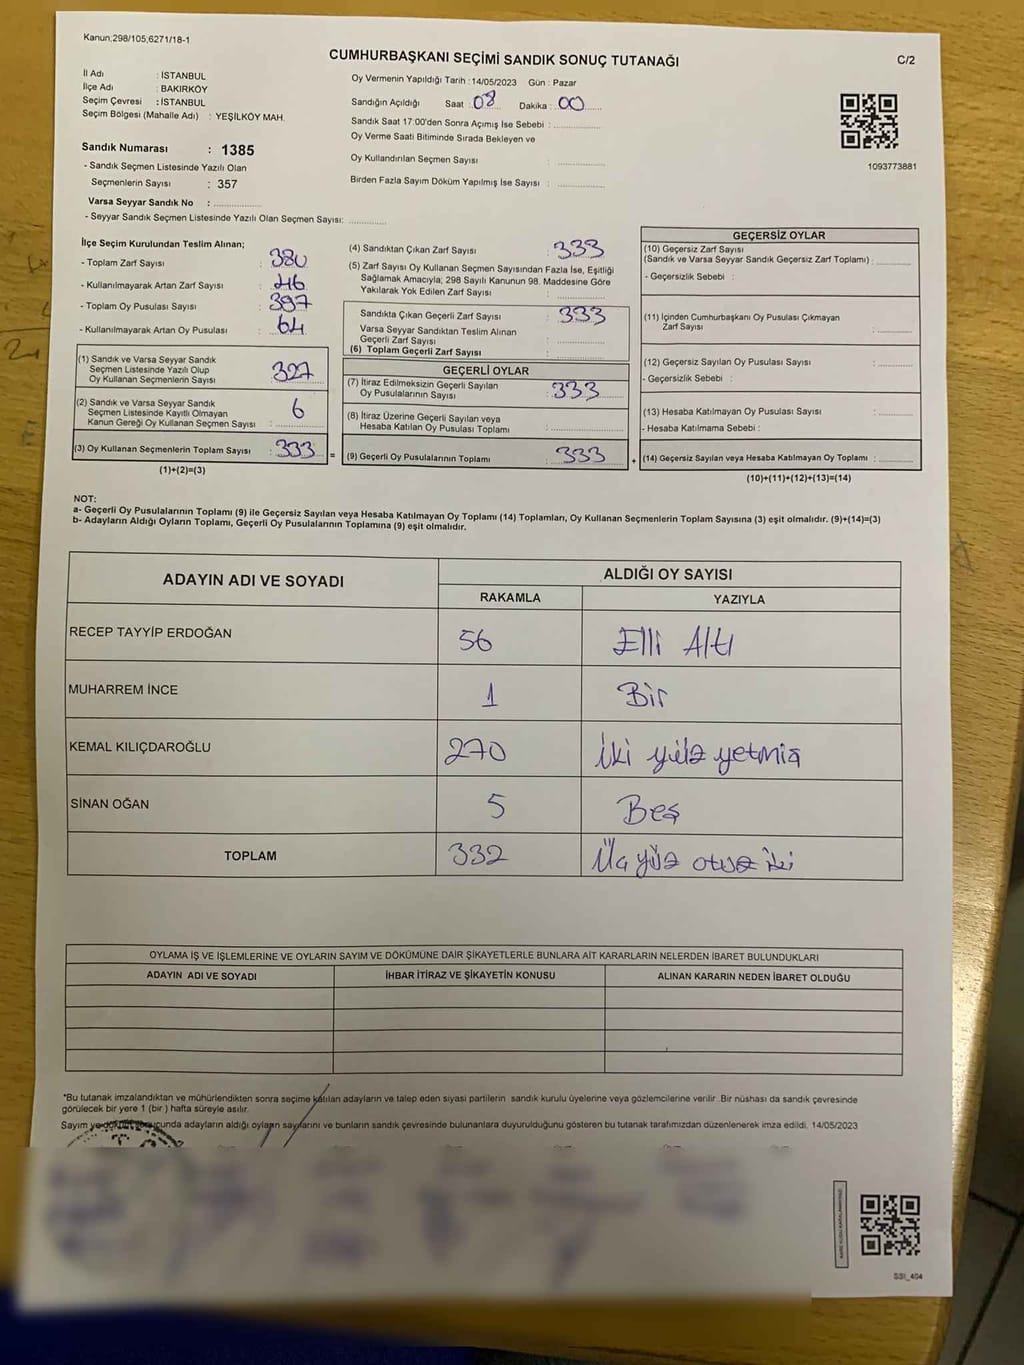 Kanun;298/105,6271/18-1
CUMHURBAŞKANI SEÇİMİ SANDIK SONUÇ TUTANAĞI
C/2
İl Adı : İSTANBUL
İlçe Adı : BAKIRKÖY
Seçim Çevresi : İSTANBUL
Seçim Bölgesi (Mahalle Adı) : YEŞİLKÖY MAH.
Oy Vermenin Yapıldığı Tarih : 14/05/2023 Gün : Pazar
Sandığın Açıldığı Saat : 08 Dakika : 00
Sandık Saat 17:00'den Sonra Açımış İse Sebebi :
Oy Verme Saati Bitiminde Sırada Bekleyen ve
Oy Kullandırılan Seçmen Sayısı :
Birden Fazla Sayım Döküm Yapılmış İse Sayısı :
1093773881
Sandık Numarası : 1385
- Sandık Seçmen Listesinde Yazılı Olan
Seçmenlerin Sayısı : 357
Varsa Seyyar Sandık No :
- Seyyar Sandık Seçmen Listesinde Yazılı Olan Seçmen Sayısı:
İlçe Seçim Kurulundan Teslim Alınan;
- Toplam Zarf Sayısı : 380
- Kullanılmayarak Artan Zarf Sayısı : 46
- Toplam Oy Pusulası Sayısı : 397
- Kullanılmayarak Artan Oy Pusulası : 64
(1) Sandık ve Varsa Seyyar Sandık
Seçmen Listesinde Yazılı Olup
Oy Kullanan Seçmenlerin Sayısı : 327
(2) Sandık ve Varsa Seyyar Sandık
Seçmen Listesinde Kayıtlı Olmayan
Kanun Gereği Oy Kullanan Seçmen Sayısı : 6
(3) Oy Kullanan Seçmenlerin Toplam Sayısı : 333 =
(1)+(2)=(3)
(4) Sandıktan Çıkan Zarf Sayısı : 333
(5) Zarf Sayısı Oy Kullanan Seçmen Sayısından Fazla İse, Eşitliği
Sağlamak Amacıyla; 298 Sayılı Kanunun 98. Maddesine Göre
Yakılarak Yok Edilen Zarf Sayısı :
Sandıkta Çıkan Geçerli Zarf Sayısı : 333
Varsa Seyyar Sandıktan Teslim Alınan
Geçerli Zarf Sayısı :
(6) Toplam Geçerli Zarf Sayısı :
GEÇERLİ OYLAR
(7) İtiraz Edilmeksizin Geçerli Sayılan
Oy Pusulalarının Sayısı : 333
(8) İtiraz Üzerine Geçerli Sayılan veya
Hesaba Katılan Oy Pusulası Toplamı :
(9) Geçerli Oy Pusulalarının Toplamı : 333 +
GEÇERSİZ OYLAR
(10) Geçersiz Zarf Sayısı
(Sandık ve Varsa Seyyar Sandık Geçersiz Zarf Toplamı) :
- Geçersizlik Sebebi :
(11) İçinden Cumhurbaşkanı Oy Pusulası Çıkmayan
Zarf Sayısı :
(12) Geçersiz Sayılan Oy Pusulası Sayısı :
- Geçersizlik Sebebi :
(13) Hesaba Katılmayan Oy Pusulası Sayısı :
- Hesaba Katılmama Sebebi :
(14) Geçersiz Sayılan veya Hesaba Katılmayan Oy Toplamı :
(10)+(11)+(12)+(13)=(14)
NOT:
a- Geçerli Oy Pusulalarının Toplamı (9) ile Geçersiz Sayılan veya Hesaba Katılmayan Oy Toplamı (14) Toplamları, Oy Kullanan Seçmenlerin Toplam Sayısına (3) eşit olmalıdır. (9)+(14)=(3)
b- Adayların Aldığı Oyların Toplamı, Geçerli Oy Pusulalarının Toplamına (9) eşit olmalıdır.
ADAYIN ADI VE SOYADI
ALDIĞI OY SAYISI
RAKAMLA YAZIYLA
RECEP TAYYİP ERDOĞAN 56 Elli Altı
MUHARREM İNCE 1 Bir
KEMAL KILIÇDAROĞLU 270 iki yüz yetmiş
SİNAN OĞAN 5 Beş
TOPLAM 332 Üç yüz otuz iki
OYLAMA İŞ VE İŞLEMLERİNE VE OYLARIN SAYIM VE DÖKÜMÜNE DAİR ŞİKAYETLERLE BUNLARA AİT KARARLARIN NELERDEN İBARET BULUNDUKLARI
ADAYIN ADI VE SOYADI İHBAR İTİRAZ VE ŞİKAYETİN KONUSU ALINAN KARARIN NEDEN İBARET OLDUĞU
*Bu tutanak imzalandıktan ve mühürlendikten sonra seçime katılan adayların ve talep eden siyasi partilerin sandık kurulu üyelerine veya gözlemcilerine verilir. Bir nüshası da sandık çevresinde
görülecek bir yere 1 (bir) hafta süreyle asılır.
Sayım ve döküm sonucunda adayların aldığı oyların sayılarını ve bunların sandık çevresinde bulunanlara duyurulduğunu gösteren bu tutanak tarafımızdan düzenlenerek imza edildi. 14/05/2023
SSI_404